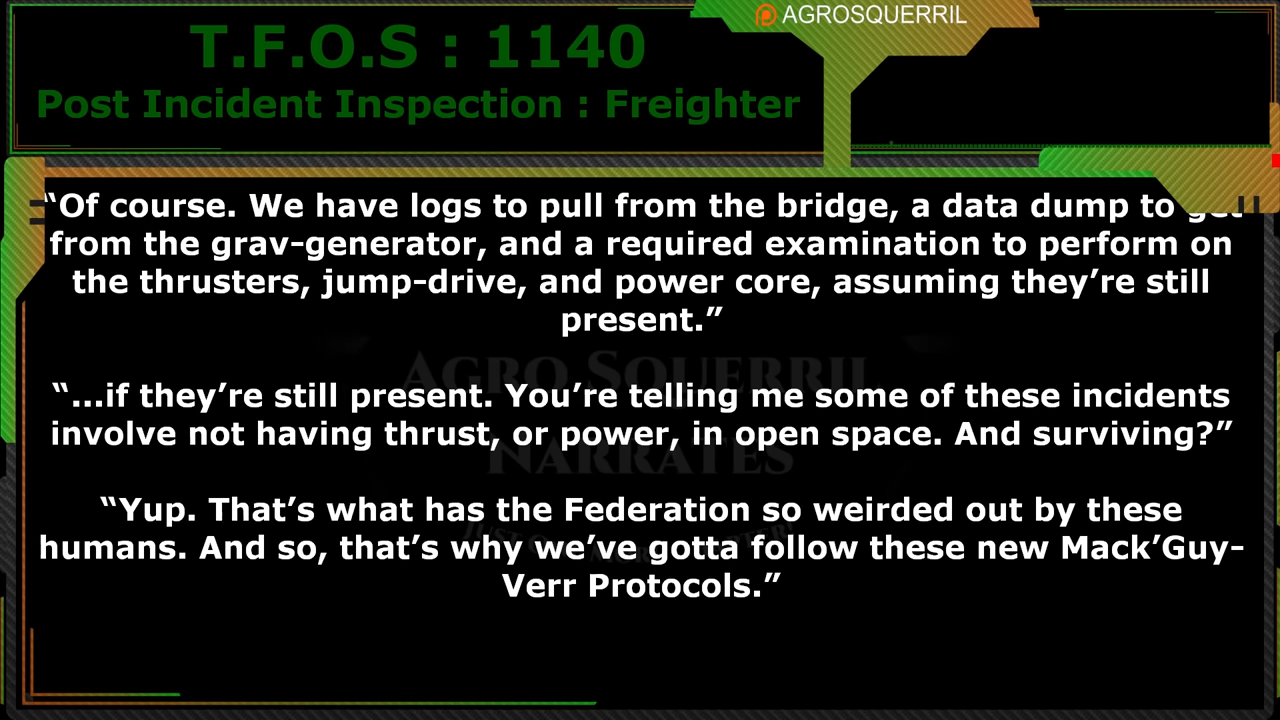 AGROSQUERRIL
T.F.O.S : 1140
Post Incident Inspection : Freighter
“Of course. We have logs to pull from the bridge, a data dump to get
from the grav-generator, and a required examination to perform on
the thrusters, jump-drive, and power core, assuming they’re still
present.”
“...if they’re still present. You’re telling me some of these incidents
involve not having thrust, or power, in open space. And surviving?”
“Yup. That’s what has the Federation so weirded out by these
humans. And so, that’s why we’ve gotta follow these new Mack’Guy-
Verr Protocols.”
Agro Squerril
Narrates